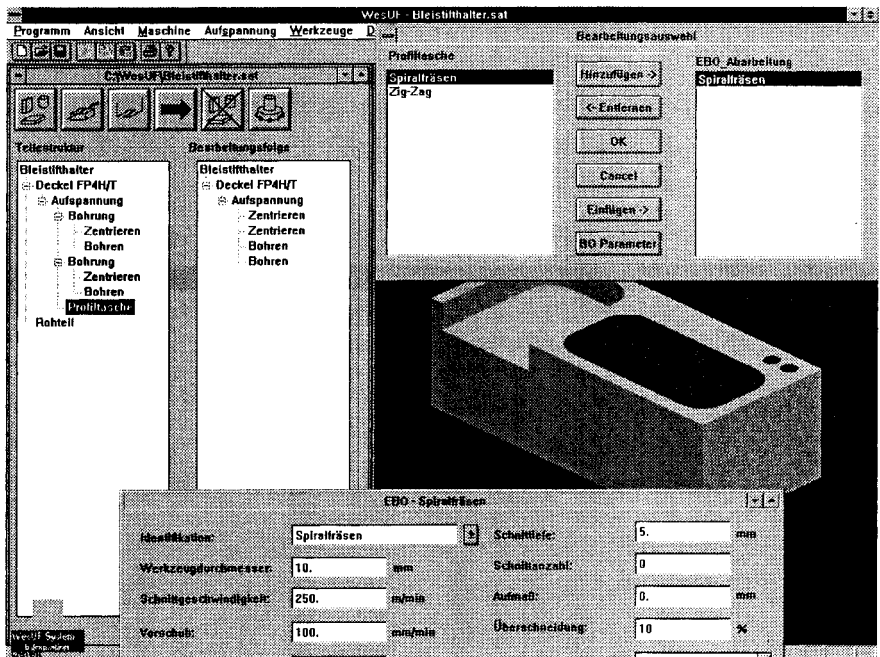 WesUF - Bleistifthalter.sat
Programm Ansicht Maschine Aufspannung Werkzeuge D
C:\WesUF\Bleistifthalter.sat
Teilestruktur
Bleistifthalter
Deckel FP4H/T
Aufspannung
Bohrung
Zentrieren
Bohren
Bohrung
Zentrieren
Bohren
Profiltasche
Rohteil
Bearbeitungsfolge
Bleistifthalter
Deckel FP4H/T
Aufspannung
Zentrieren
Zentrieren
Bohren
Bohren
Bearbeitungsauswahl
Profiltasche
Spiralfräsen
Zig-Zag
Hinzufügen ->
<- Entfernen
OK
Cancel
Einfügen ->
BO Parameter
EBO_Abarbeitung
Spiralfräsen
EBO - Spiralfräsen
Identifikation: Spiralfräsen
Werkzeugdurchmesser: 10. mm
Schnittgeschwindigkeit: 250. m/min
Vorschub: 100. mm/min
Schnittiefe: 5. mm
Schnittanzahl: 0
Aufmaß: 0. mm
Überschneidung: 10 %
WesUF System